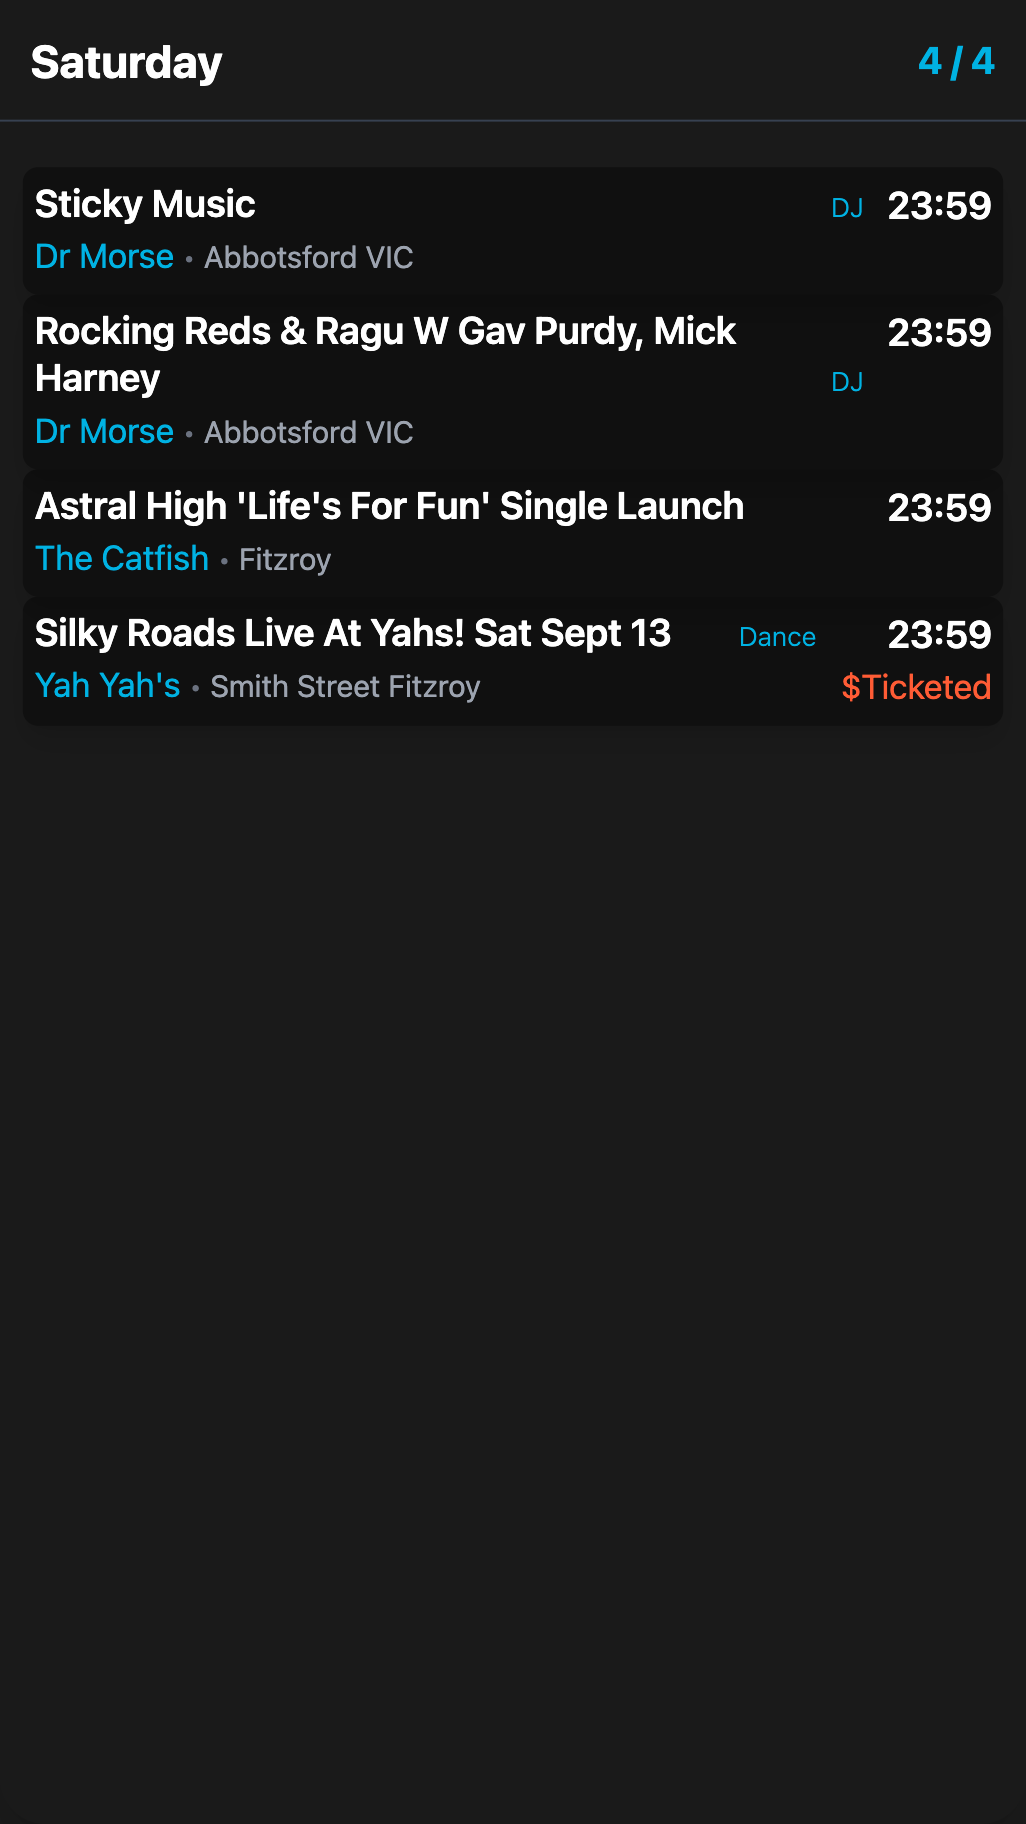 Saturday 4 / 4
Sticky Music DJ 23:59
Dr Morse • Abbotsford VIC
Rocking Reds & Ragu W Gav Purdy, Mick 23:59
Harney DJ
Dr Morse • Abbotsford VIC
Astral High 'Life's For Fun' Single Launch 23:59
The Catfish • Fitzroy
Silky Roads Live At Yahs! Sat Sept 13 Dance 23:59
Yah Yah's • Smith Street Fitzroy $Ticketed